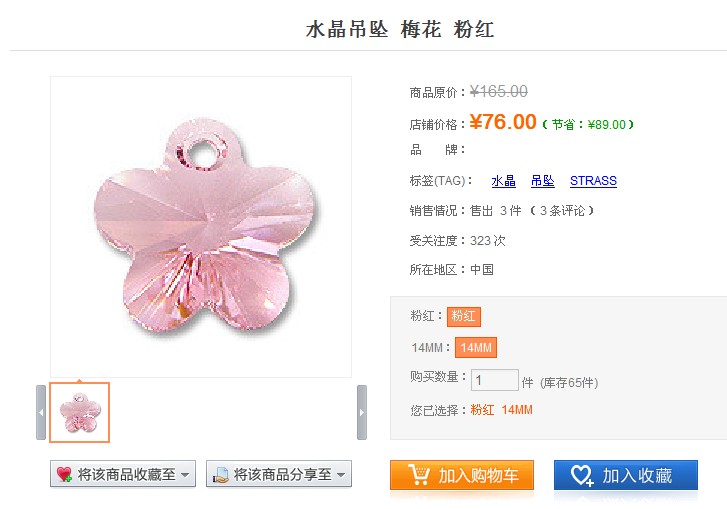 水晶吊坠 梅花 粉红
商品原价：¥165.00
店铺价格：¥76.00（节省：¥89.00）
品 牌：
标签(TAG)： 水晶 吊坠 STRASS
销售情况：售出 3 件 （ 3 条评论 ）
受关注度：323 次
所在地区：中国
粉红： 粉红
14MM： 14MM
购买数量： 1 件 (库存65件)
您已选择：粉红 14MM
将该商品收藏至
将该商品分享至
加入购物车
加入收藏